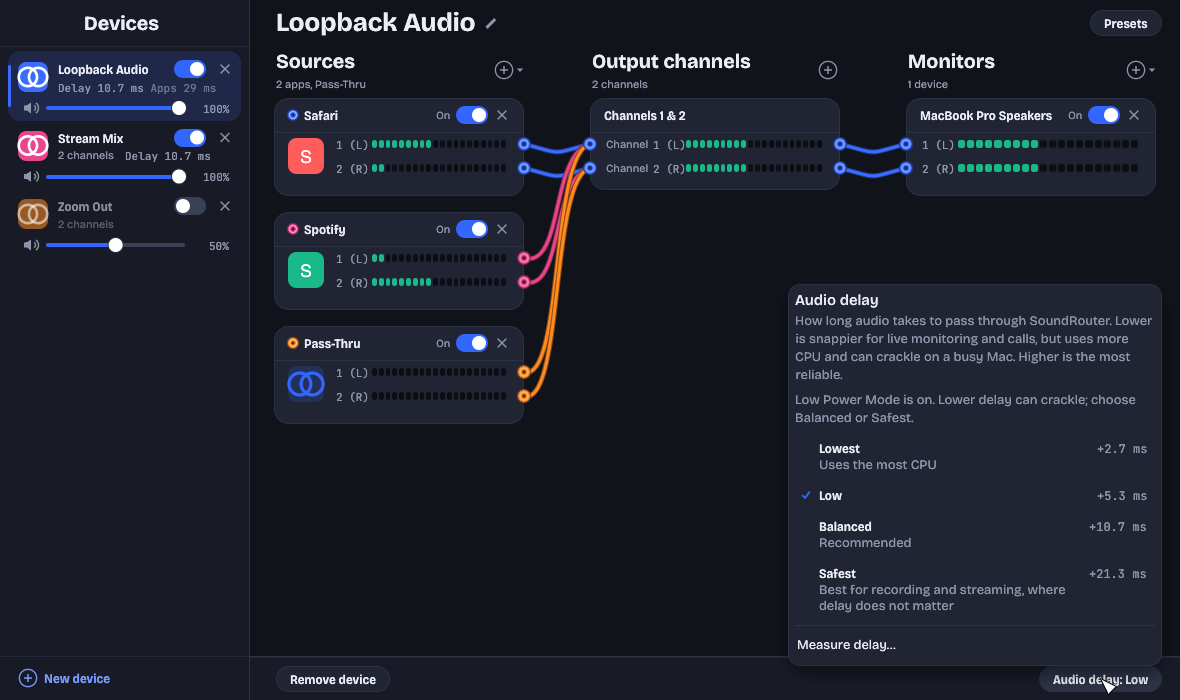 Devices
Loopback Audio
Delay 10.7 ms Apps 29 ms
100%
Stream Mix
2 channels Delay 10.7 ms
100%
Zoom Out
2 channels
50%
New device
Loopback Audio
Presets
Sources
2 apps, Pass-Thru
Output channels
2 channels
Monitors
1 device
Safari
On
S
1 (L)
2 (R)
Spotify
On
S
1 (L)
2 (R)
Pass-Thru
On
1 (L)
2 (R)
Channels 1 & 2
Channel 1 (L)
Channel 2 (R)
MacBook Pro Speakers
On
1 (L)
2 (R)
Audio delay
How long audio takes to pass through SoundRouter. Lower
is snappier for live monitoring and calls, but uses more
CPU and can crackle on a busy Mac. Higher is the most
reliable.
Low Power Mode is on. Lower delay can crackle; choose
Balanced or Safest.
Lowest +2.7 ms
Uses the most CPU
Low +5.3 ms
Balanced +10.7 ms
Recommended
Safest +21.3 ms
Best for recording and streaming, where
delay does not matter
Measure delay...
Remove device
Audio delay: Low